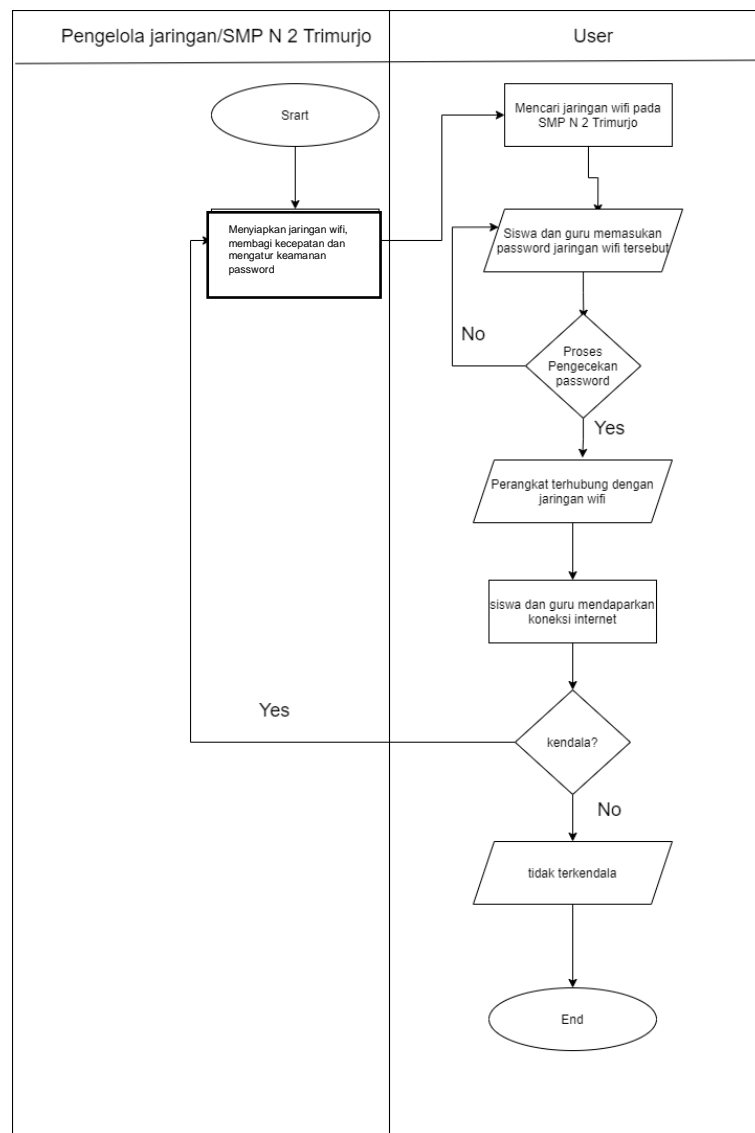 Pengelola jaringan/SMP N 2 Trimurjo
User
Srart
Mencari jaringan wifi pada
SMP N 2 Trimurjo
Menyiapkan jaringan wifi,
membagi kecepatan dan
mengatur keamanan
password
Siswa dan guru memasukan
password jaringan wifi tersebut
No
Proses
Pengecekan
password
Yes
Perangkat terhubung dengan
jaringan wifi
siswa dan guru mendaparkan
koneksi internet
Yes
kendala?
No
tidak terkendala
End